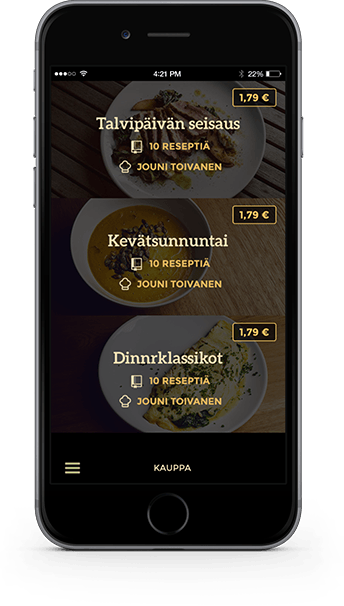 4:21 PM 22%
1,79 €
Talvipäivän seisaus
10 RESEPTIÄ
JOUNI TOIVANEN
1,79 €
Kevätsunnuntai
10 RESEPTIÄ
JOUNI TOIVANEN
1,79 €
Dinnrklassikot
10 RESEPTIÄ
JOUNI TOIVANEN
KAUPPA